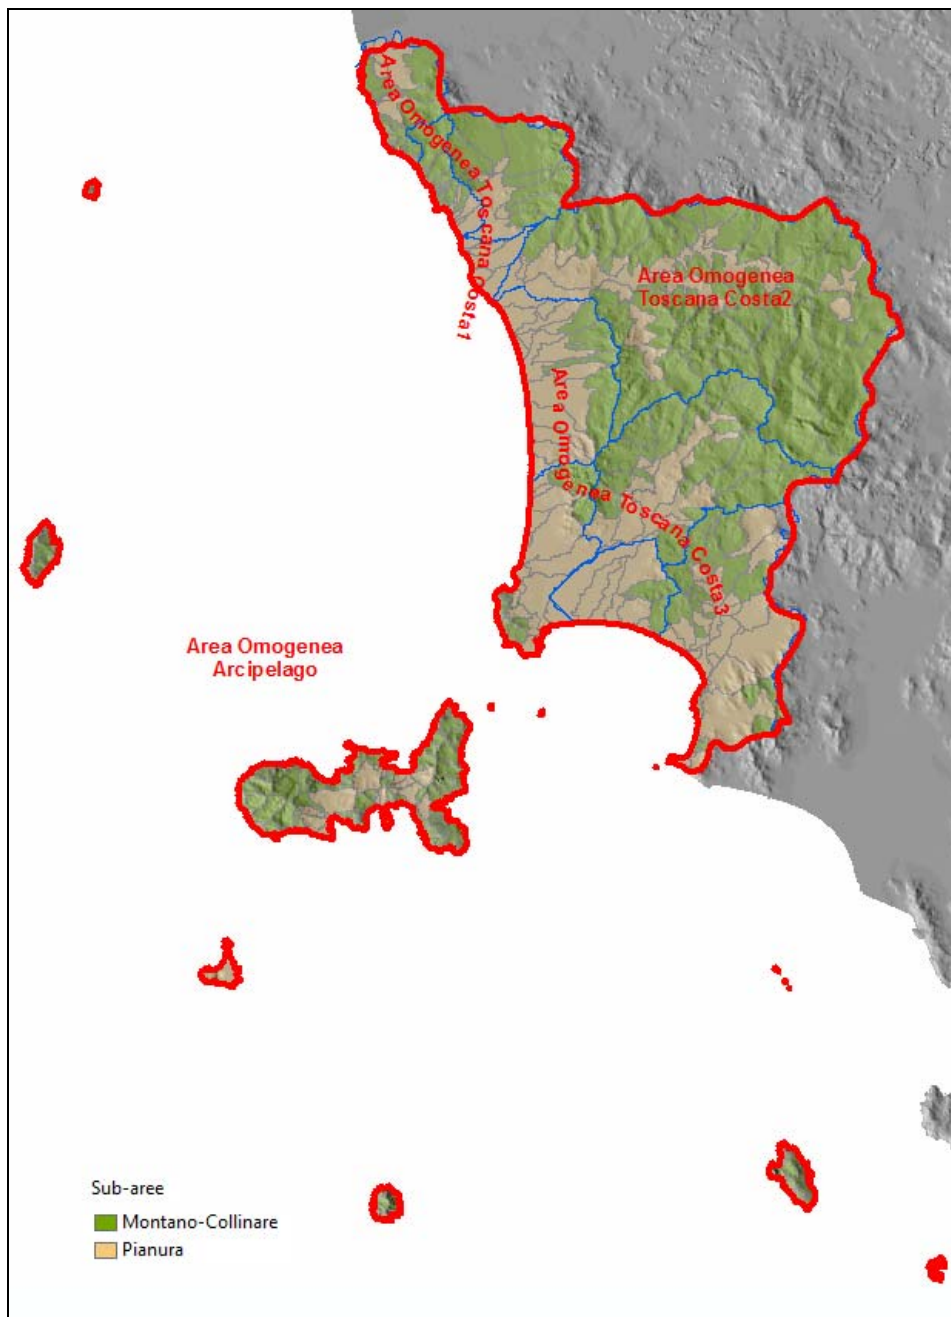 Area Omogenea Toscana Costa1
Area Omogenea
Toscana Costa2
Area Omogenea Toscana Costa3
Area Omogenea
Arcipelago
Sub-aree
Montano-Collinare
Pianura